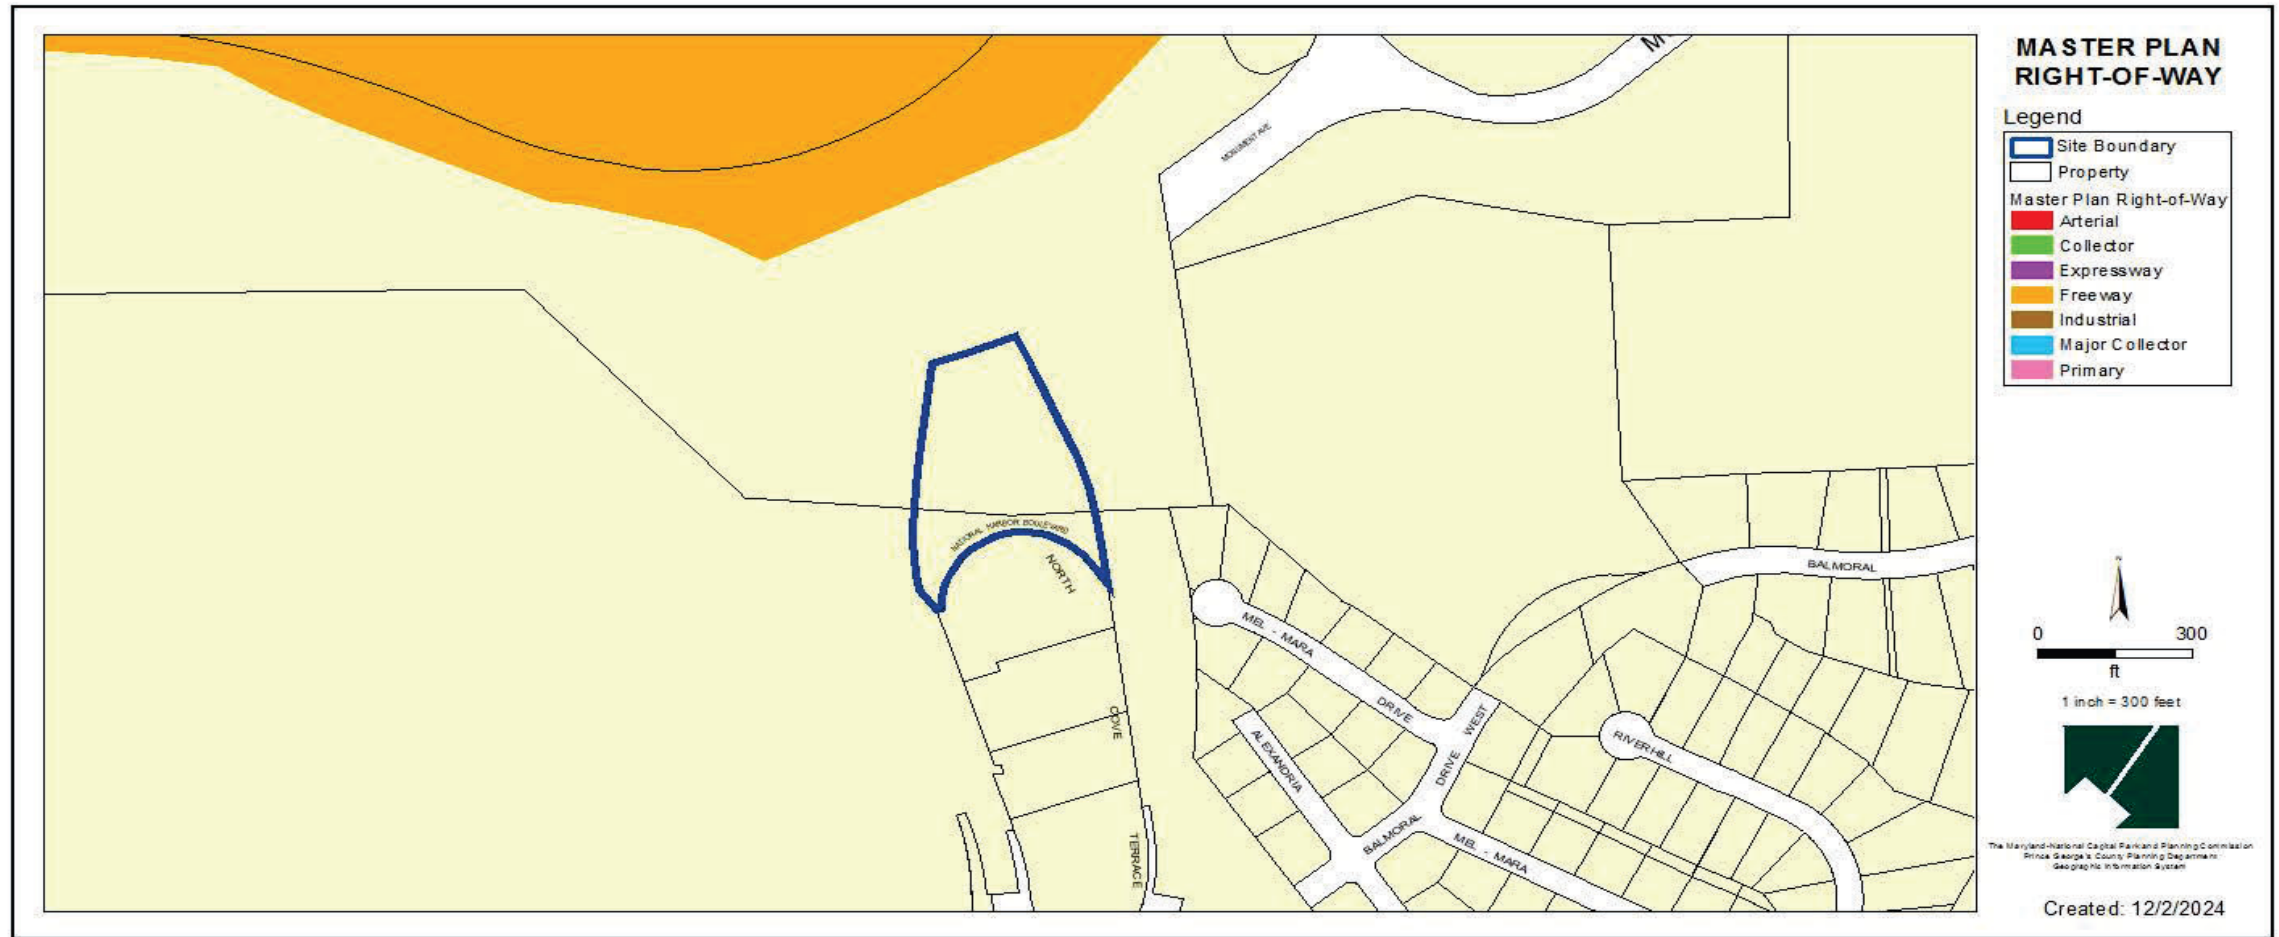 MASTER PLAN
RIGHT-OF-WAY
Legend
Site Boundary
Property
Master Plan Right-of-Way
Arterial
Collector
Expressway
Freeway
Industrial
Major Collector
Primary
MONUMENT AVE
NATIONAL HARBOR BOULEVARD
NORTH
COVE
TERRACE
MEL - MARA
DRIVE
DRIVE WEST
ALEXANDRIA
BALMORAL
MEL - MARA
RIVERHILL
BALMORAL
N
0 300
ft
1 inch = 300 feet
The Maryland-National Capital Park and Planning Commission
Prince George's County Planning Department
Geographic Information System
Created: 12/2/2024